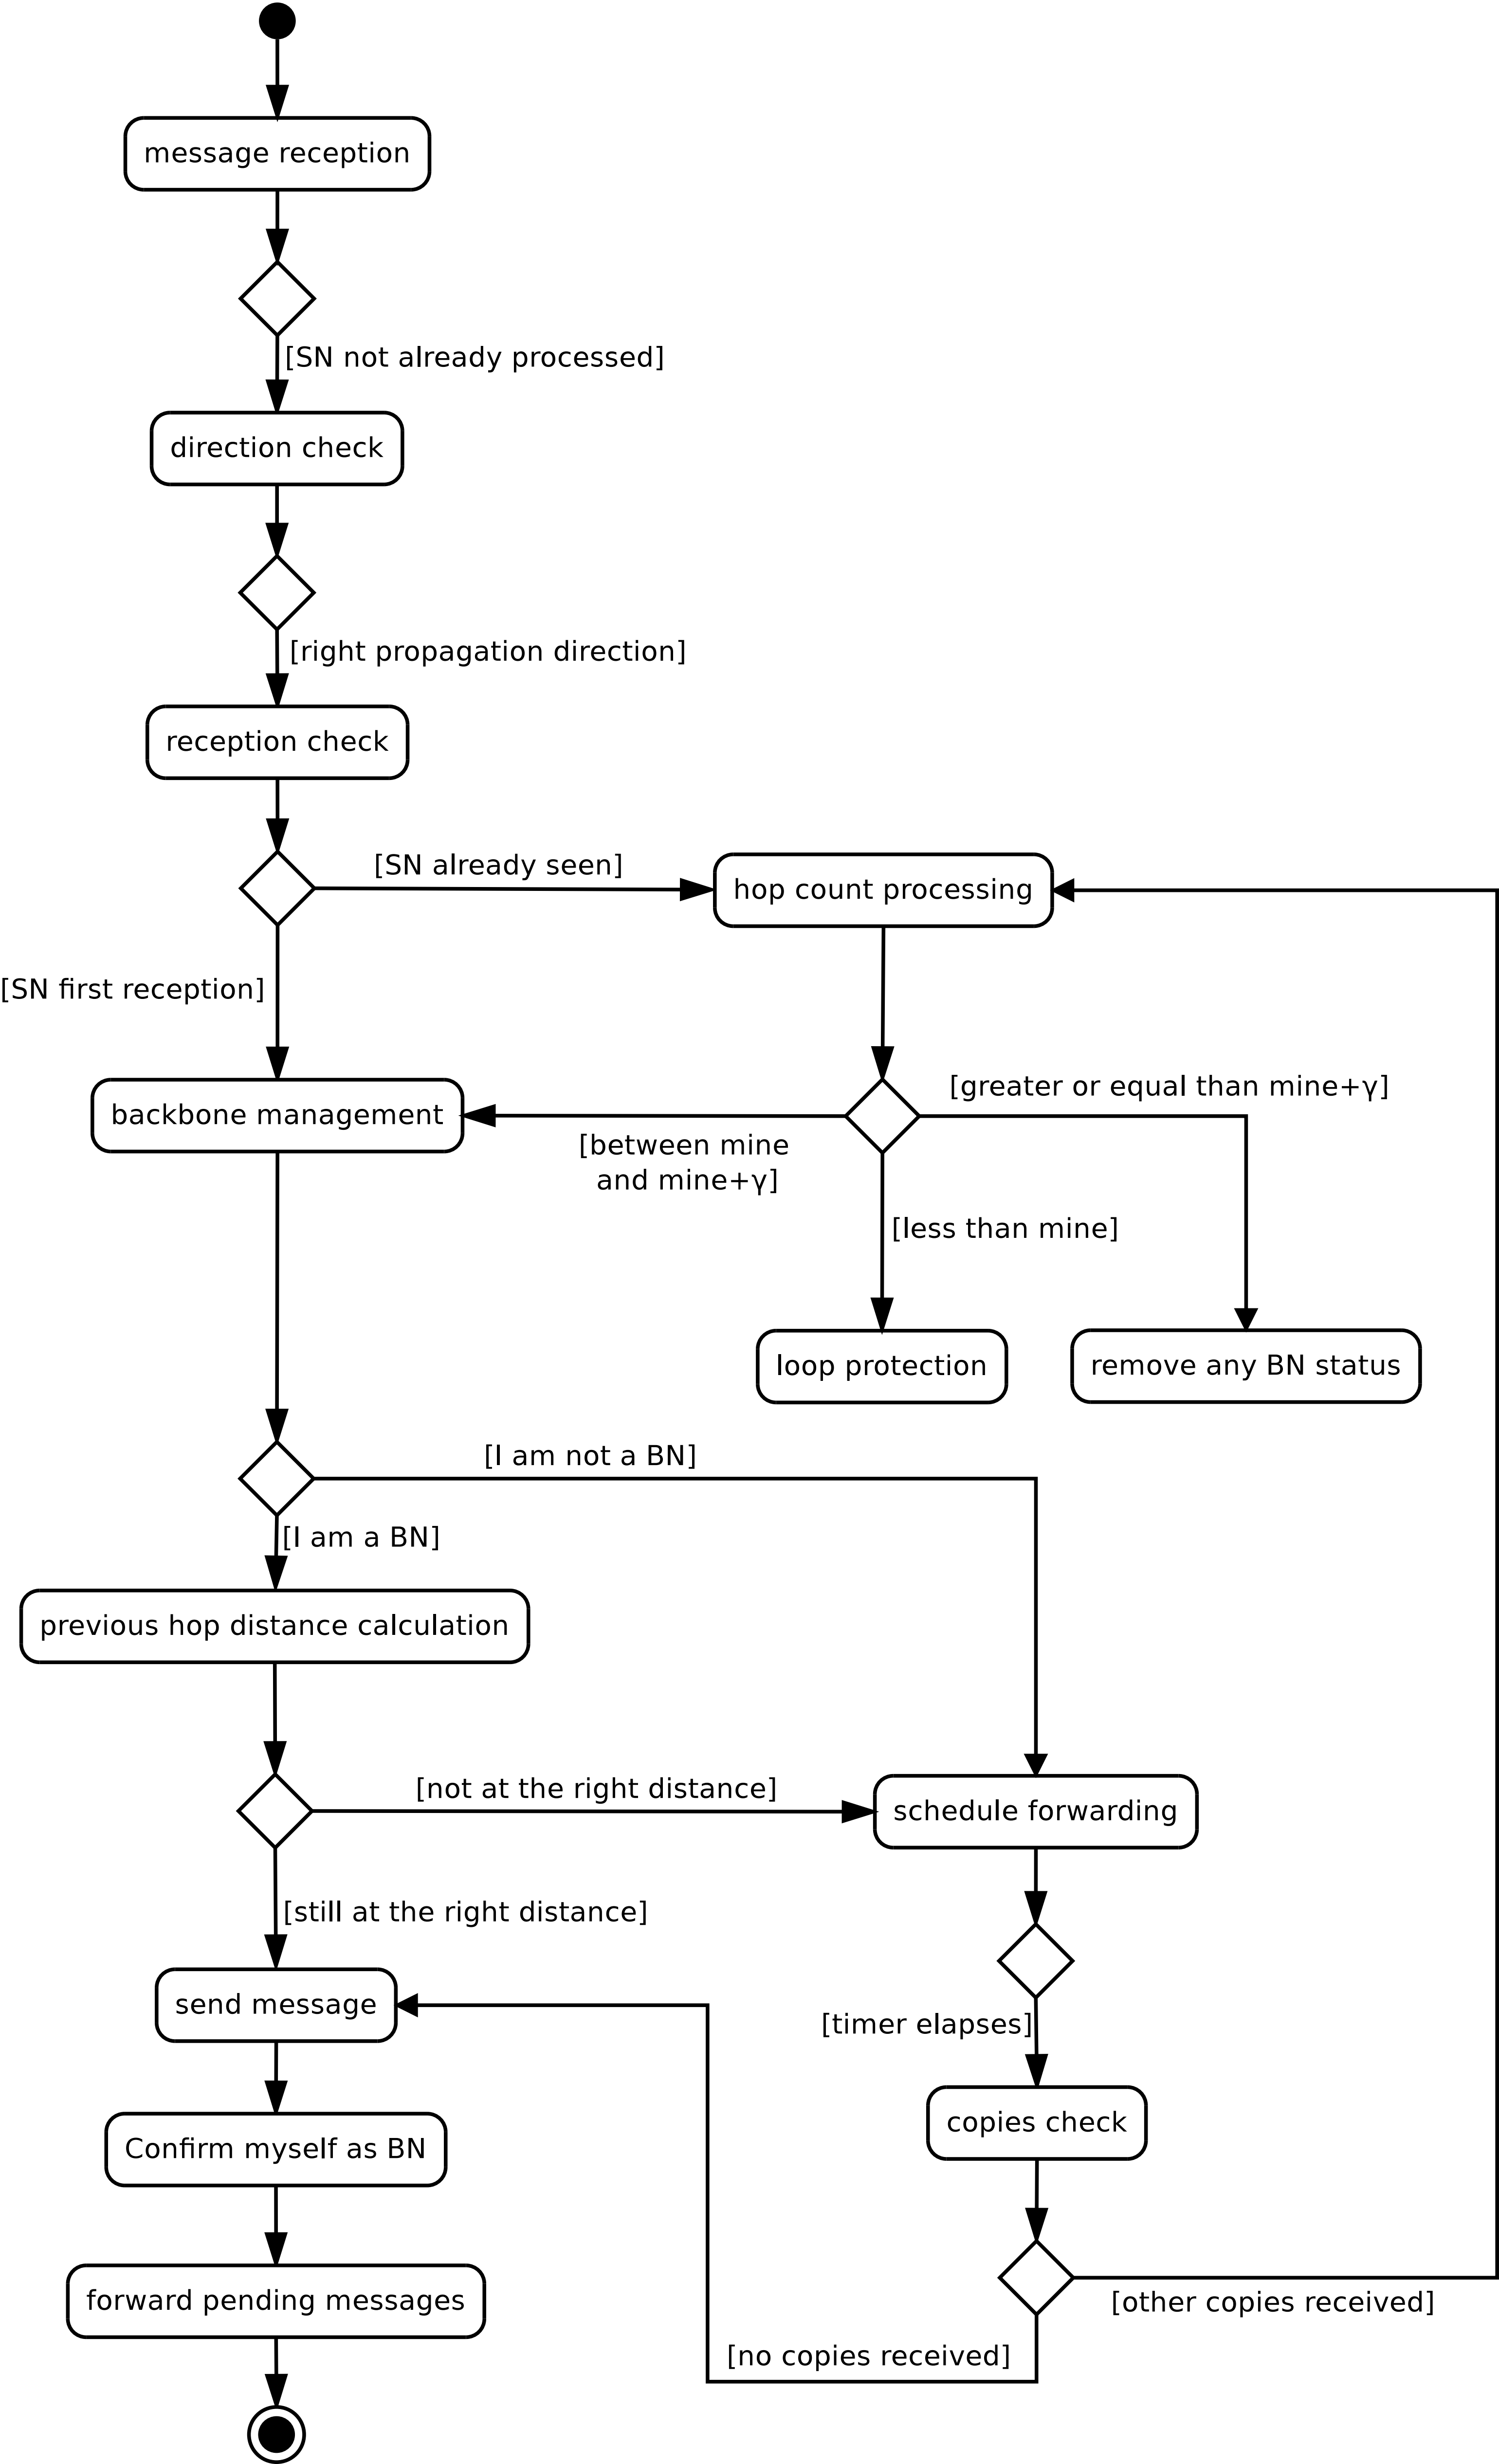 message reception
[SN not already processed]
direction check
[right propagation direction]
reception check
[SN already seen]
hop count processing
[SN first reception]
backbone management
[greater or equal than mine+γ]
[between mine
and mine+γ]
[less than mine]
loop protection
remove any BN status
[I am not a BN]
[I am a BN]
previous hop distance calculation
[not at the right distance]
schedule forwarding
[still at the right distance]
send message
[timer elapses]
copies check
Confirm myself as BN
forward pending messages
[other copies received]
[no copies received]